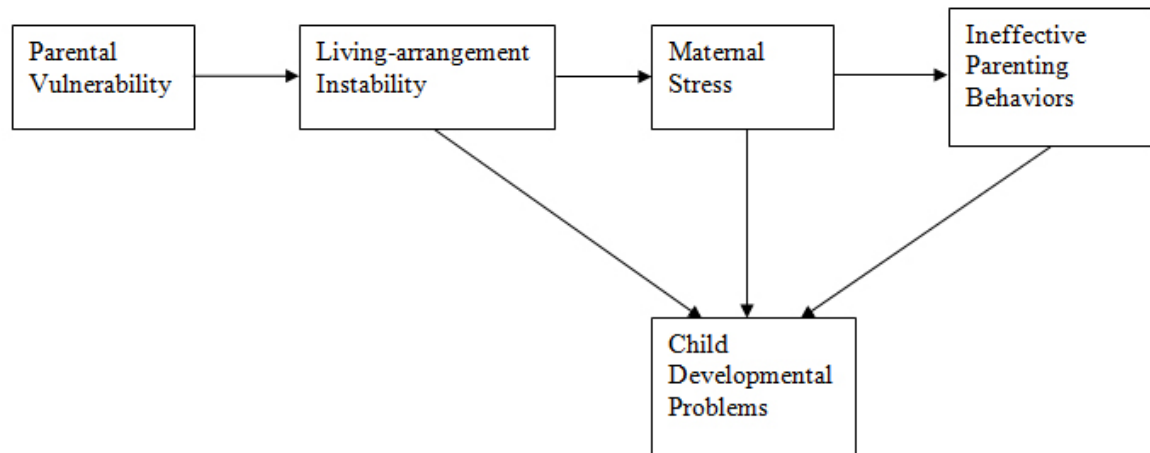 Parental
Vulnerability
Living-arrangement
Instability
Maternal
Stress
Ineffective
Parenting
Behaviors
Child
Developmental
Problems